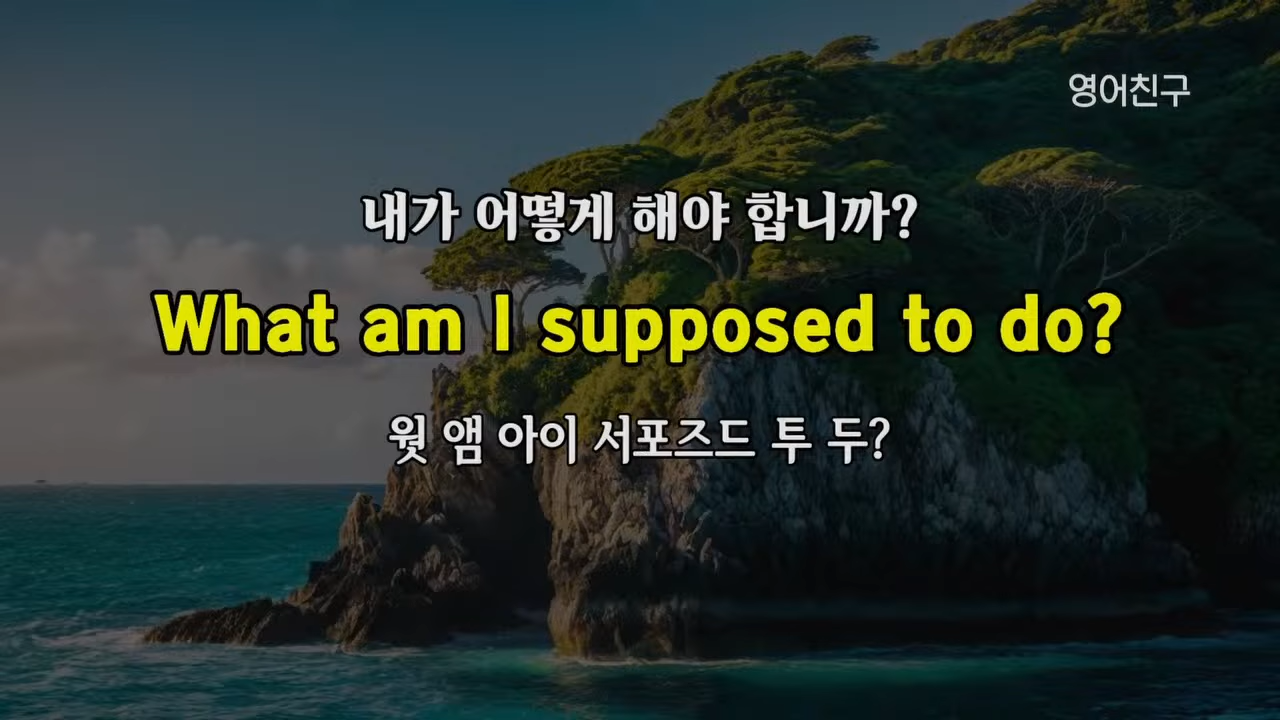 영어친구
내가 어떻게 해야 합니까?
What am I supposed to do?
웟 앰 아이 서포즈드 투 두?